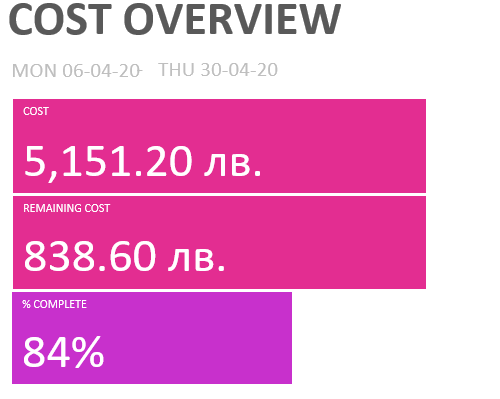 COST OVERVIEW
MON 06-04-20- THU 30-04-20
COST
5,151.20 лв.
REMAINING COST
838.60 лв.
% COMPLETE
84%